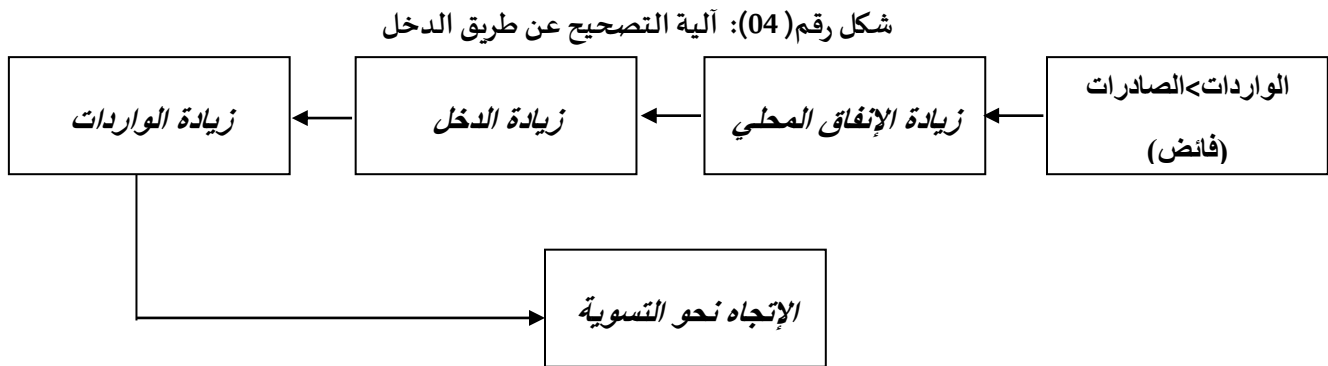 شكل رقم( 04): آلية التصحيح عن طريق الدخل
الواردات>الصادرات
(فائض)
زيادة الإنفاق المحلي
زيادة الدخل
زيادة الواردات
الإتجاه نحو التسوية